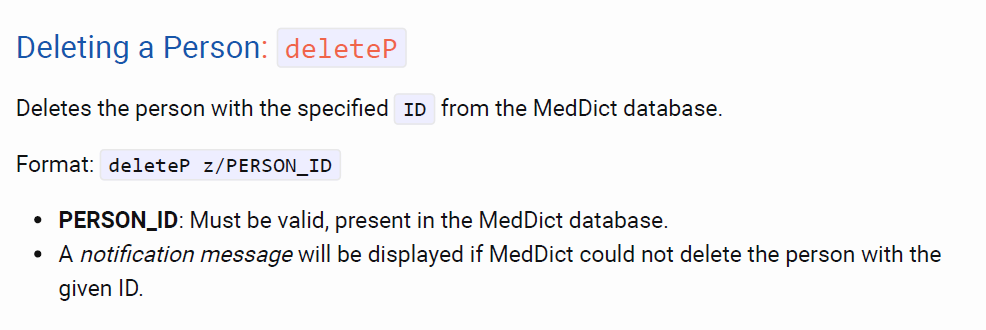 Deleting a Person: deleteP
Deletes the person with the specified ID from the MedDict database.
Format: deleteP z/PERSON_ID
• PERSON_ID: Must be valid, present in the MedDict database.
• A notification message will be displayed if MedDict could not delete the person with the
given ID.